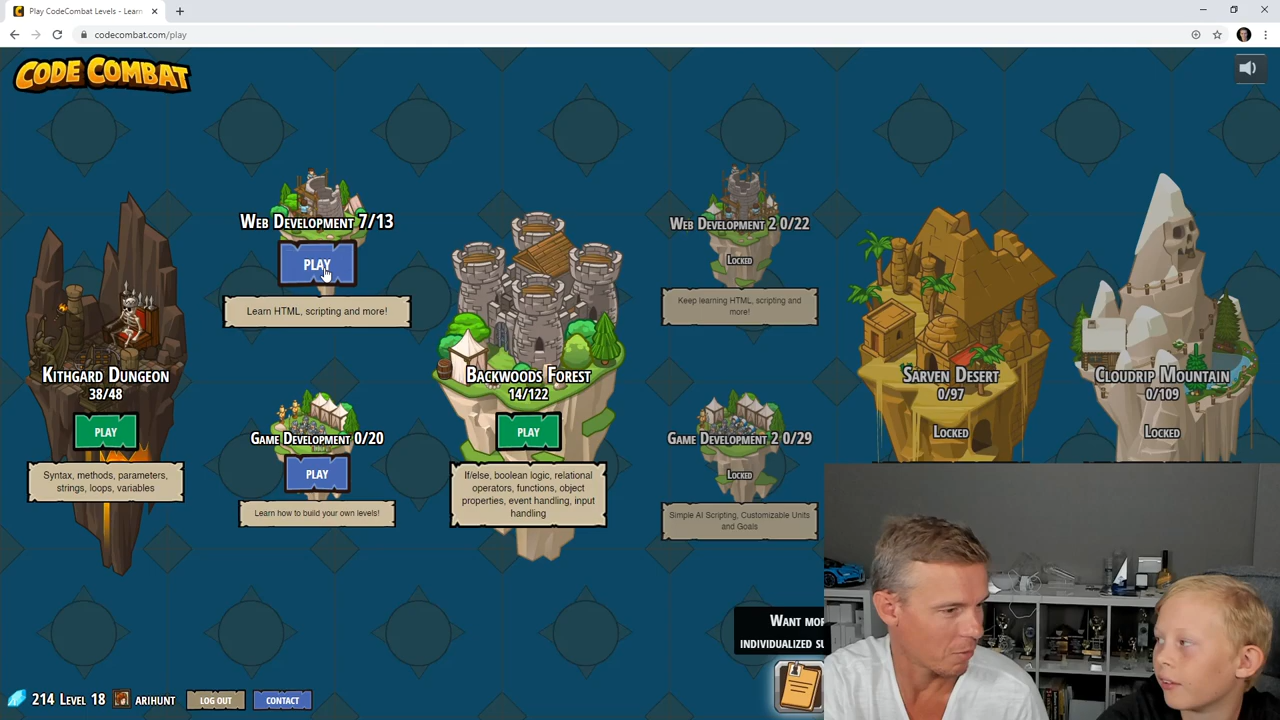 Play CodeCombat Levels - Learn
codecombat.com/play
CODE COMBAT
WEB DEVELOPMENT 7/13
PLAY
Learn HTML, scripting and more!
WEB DEVELOPMENT 2 0/22
LOCKED
Keep learning HTML, scripting and
more!
KITHGARD DUNGEON
38/48
PLAY
Syntax, methods, parameters,
strings, loops, variables
GAME DEVELOPMENT 0/20
PLAY
Learn how to build your own levels!
BACKWOODS FOREST
14/122
PLAY
If/else, boolean logic, relational
operators, functions, object
properties, event handling, input
handling
GAME DEVELOPMENT 2 0/29
LOCKED
Simple AI Scripting, Customizable Units
and Goals
SARVEN DESERT
0/97
LOCKED
CLOUDRIP MOUNTAIN
0/109
LOCKED
WANT
214 LEVEL 18 ARIHUNT LOG OUT CONTACT